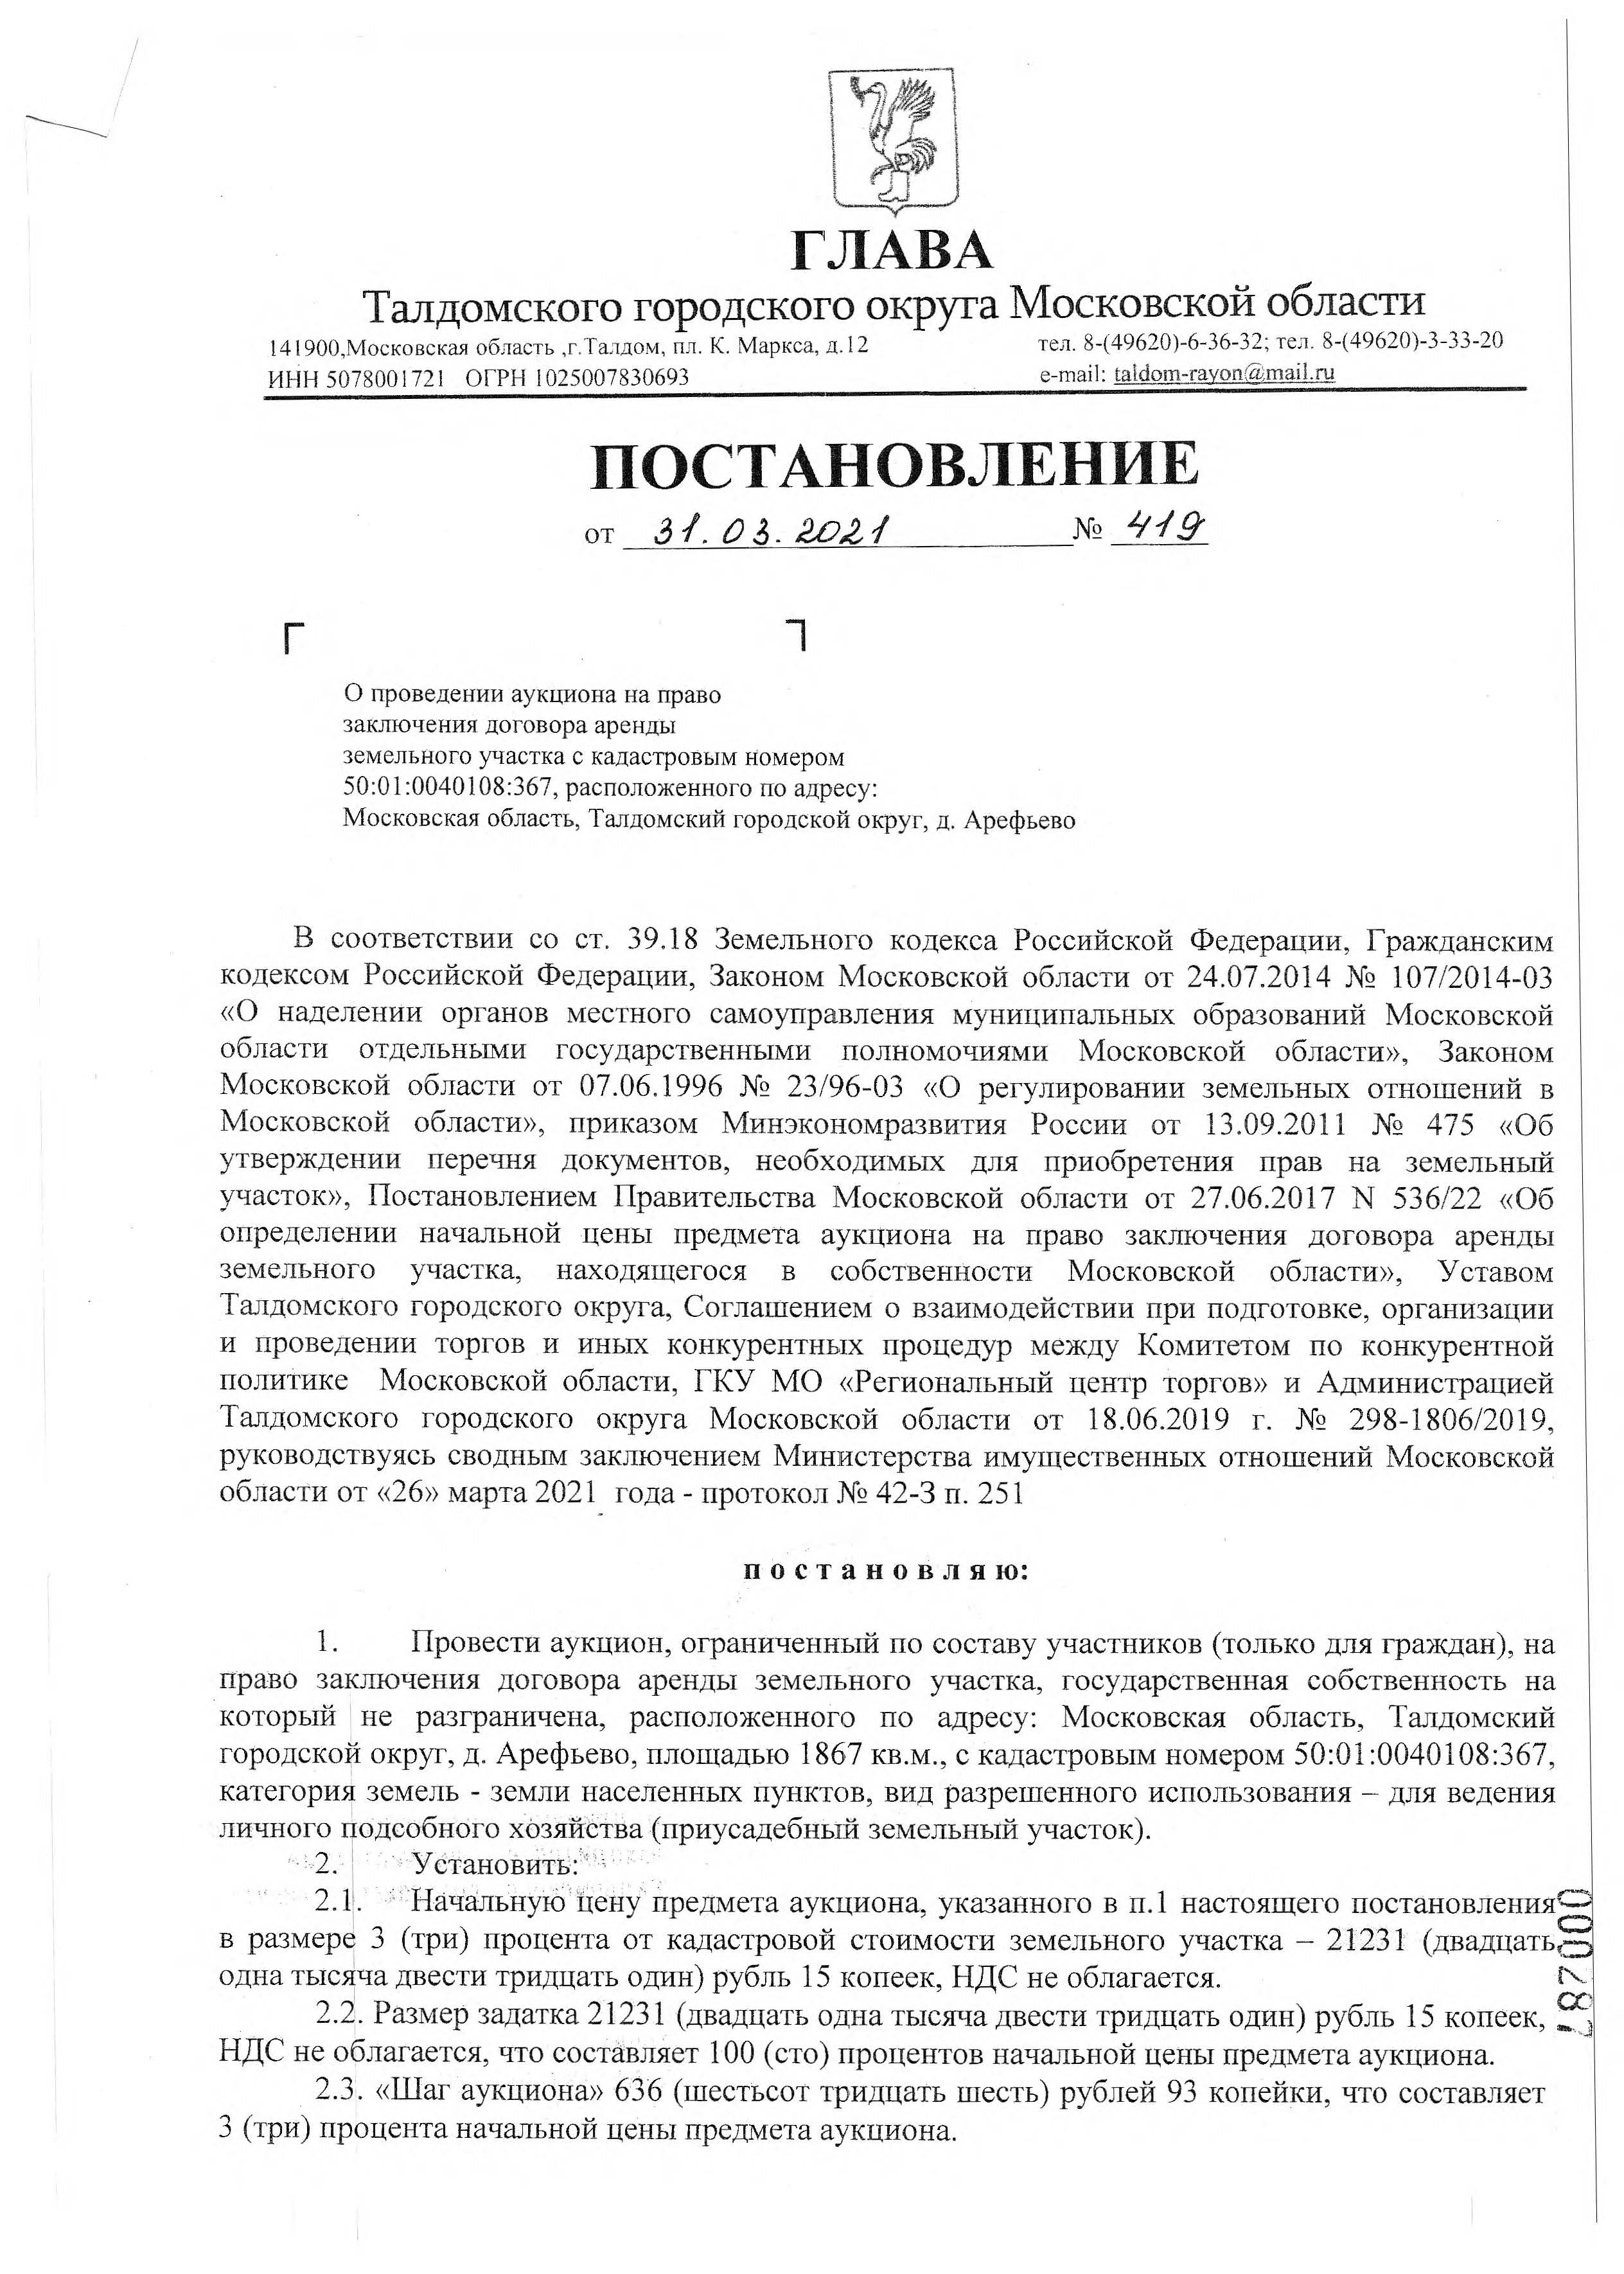 ГЛАВА
Талдомского городского округа Московской области
141900,Московская область ,г.Талдом, пл. К. Маркса, д.12 тел. 8-(49620)-6-36-32; тел. 8-(49620)-3-33-20
ИНН 5078001721 ОГРН 1025007830693 e-mail: taldom-rayon@mail.ru
ПОСТАНОВЛЕНИЕ
от 31.03.2021 № 419
О проведении аукциона на право
заключения договора аренды
земельного участка с кадастровым номером
50:01:0040108:367, расположенного по адресу:
Московская область, Талдомский городской округ, д. Арефьево
В соответствии со ст. 39.18 Земельного кодекса Российской Федерации, Гражданским
кодексом Российской Федерации, Законом Московской области от 24.07.2014 № 107/2014-ОЗ
«О наделении органов местного самоуправления муниципальных образований Московской
области отдельными государственными полномочиями Московской области», Законом
Московской области от 07.06.1996 № 23/96-ОЗ «О регулировании земельных отношений в
Московской области», приказом Минэкономразвития России от 13.09.2011 № 475 «Об
утверждении перечня документов, необходимых для приобретения прав на земельный
участок», Постановлением Правительства Московской области от 27.06.2017 N 536/22 «Об
определении начальной цены предмета аукциона на право заключения договора аренды
земельного участка, находящегося в собственности Московской области», Уставом
Талдомского городского округа, Соглашением о взаимодействии при подготовке, организации
и проведении торгов и иных конкурентных процедур между Комитетом по конкурентной
политике Московской области, ГКУ МО «Региональный центр торгов» и Администрацией
Талдомского городского округа Московской области от 18.06.2019 г. № 298-1806/2019,
руководствуясь сводным заключением Министерства имущественных отношений Московской
области от «26» марта 2021 года - протокол № 42-З п. 251
п о с т а н о в л я ю:
1. Провести аукцион, ограниченный по составу участников (только для граждан), на
право заключения договора аренды земельного участка, государственная собственность на
который не разграничена, расположенного по адресу: Московская область, Талдомский
городской округ, д. Арефьево, площадью 1867 кв.м., с кадастровым номером 50:01:0040108:367,
категория земель - земли населенных пунктов, вид разрешенного использования – для ведения
личного подсобного хозяйства (приусадебный земельный участок).
2. Установить:
2.1. Начальную цену предмета аукциона, указанного в п.1 настоящего постановления
в размере 3 (три) процента от кадастровой стоимости земельного участка – 21231 (двадцать
одна тысяча двести тридцать один) рубль 15 копеек, НДС не облагается.
2.2. Размер задатка 21231 (двадцать одна тысяча двести тридцать один) рубль 15 копеек,
НДС не облагается, что составляет 100 (сто) процентов начальной цены предмета аукциона.
2.3. «Шаг аукциона» 636 (шестьсот тридцать шесть) рублей 93 копейки, что составляет
3 (три) процента начальной цены предмета аукциона.